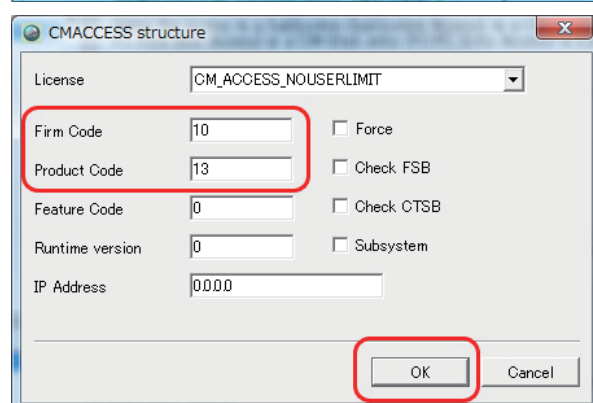 CMACCESS structure
License CM_ACCESS_NOUSERLIMIT
Firm Code 10 Force
Product Code 13 Check FSB
Feature Code 0 Check CTSB
Runtime version 0 Subsystem
IP Address 0.0.0.0
OK Cancel